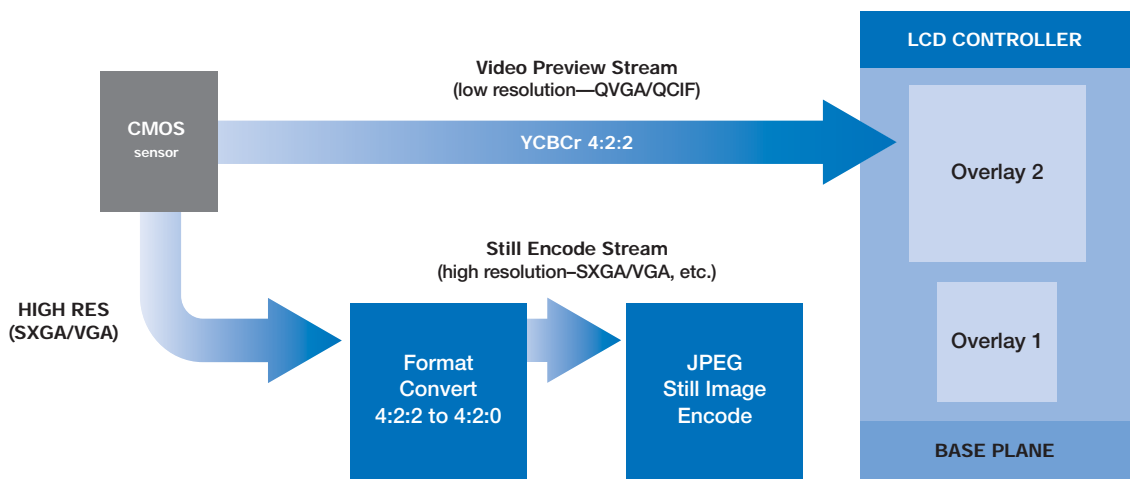 LCD CONTROLLER
Video Preview Stream
(low resolution—QVGA/QCIF)
CMOS
sensor
YCBCr 4:2:2
Overlay 2
Still Encode Stream
(high resolution–SXGA/VGA, etc.)
HIGH RES
(SXGA/VGA)
Overlay 1
Format
Convert
4:2:2 to 4:2:0
JPEG
Still Image
Encode
BASE PLANE